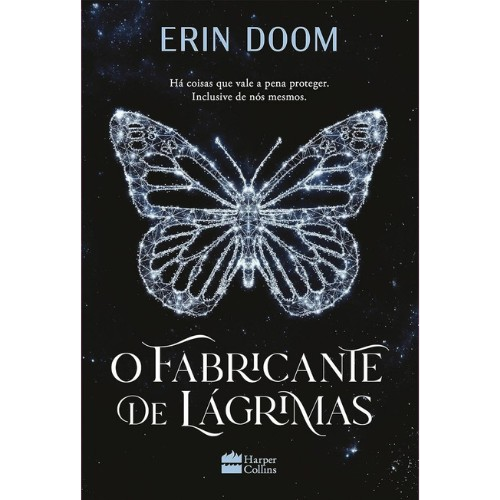 ERIN DOOM
Há coisas que vale a pena proteger.
Inclusive de nós mesmos.
O FABRICANTE
DE LÁGRIMAS
Harper
Collins